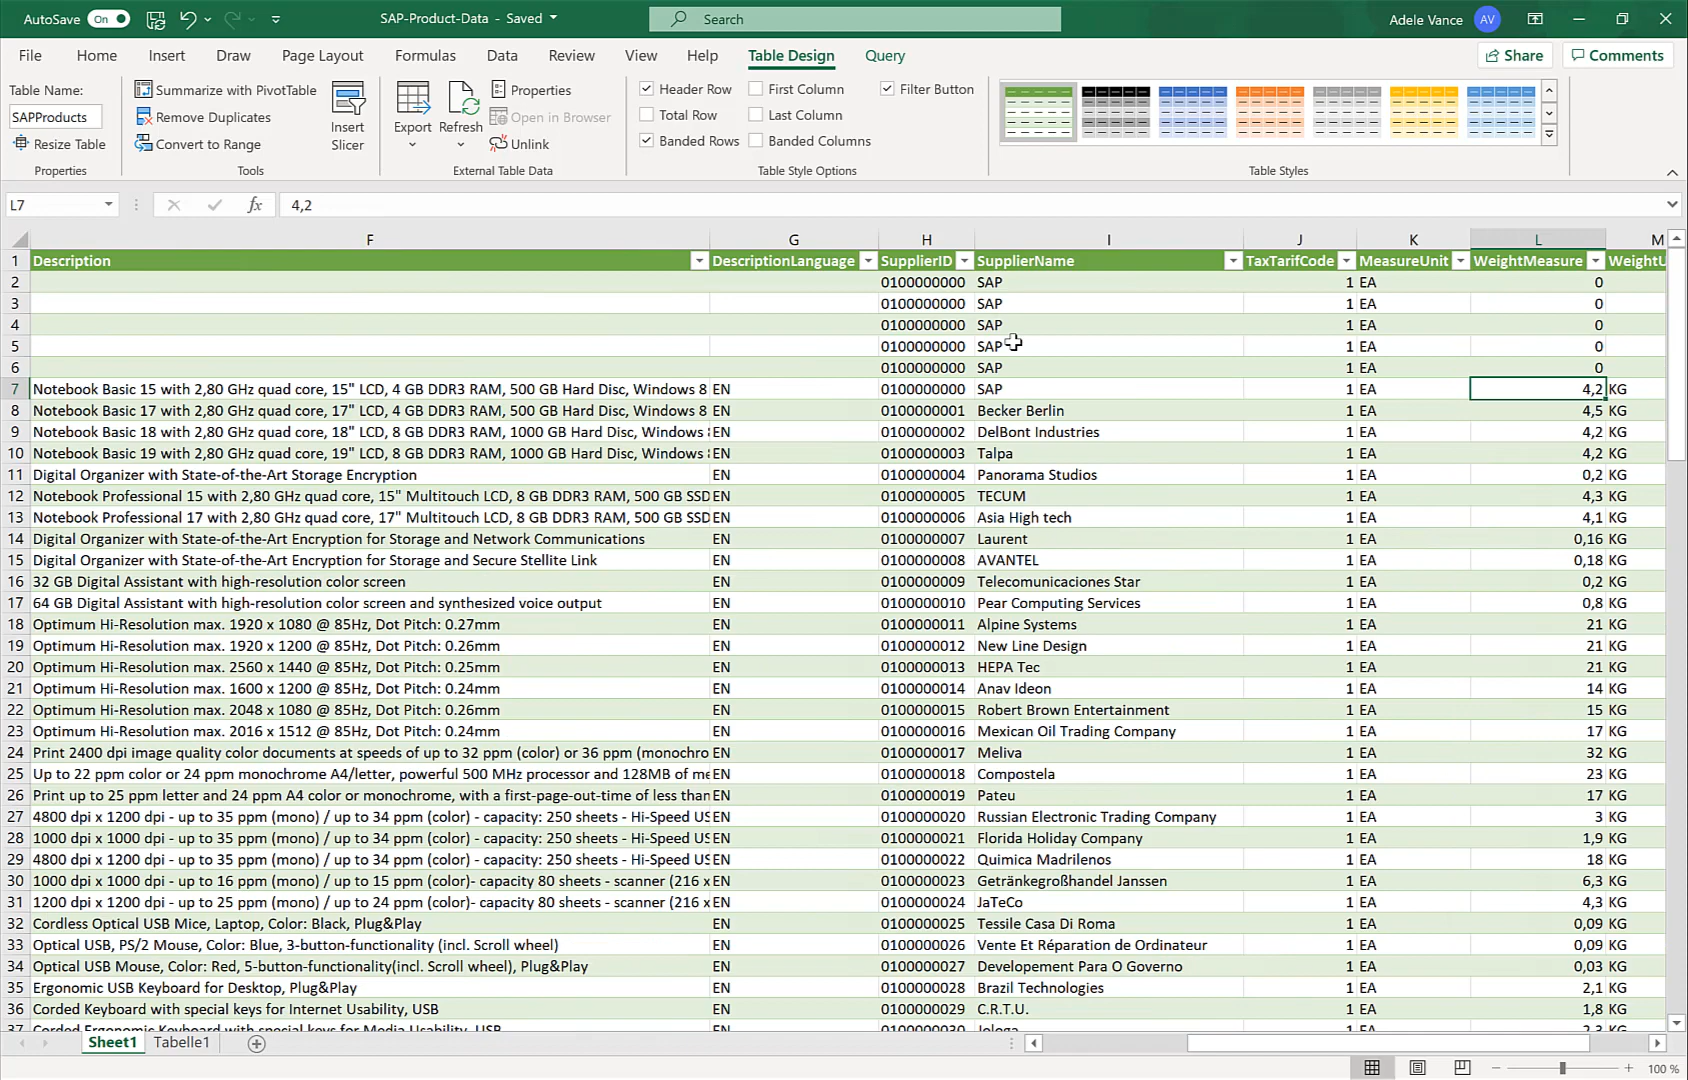 AutoSave On SAP-Product-Data - Saved Search Adele Vance AV
File Home Insert Draw Page Layout Formulas Data Review View Help Table Design Query Share Comments
Table Name:
SAPProducts
Resize Table
Properties
Summarize with PivotTable
Remove Duplicates
Convert to Range
Insert Slicer
Tools
Export
Refresh
Properties
Open in Browser
Unlink
External Table Data
Header Row First Column Filter Button
Total Row Last Column
Banded Rows Banded Columns
Table Style Options
Table Styles
L7 fx 4,2
F G H I J K L M
1 Description DescriptionLanguage SupplierID SupplierName TaxTarifCode MeasureUnit WeightMeasure WeightU
2 0100000000 SAP 1 EA 0
3 0100000000 SAP 1 EA 0
4 0100000000 SAP 1 EA 0
5 0100000000 SAP 1 EA 0
6 0100000000 SAP 1 EA 0
7 Notebook Basic 15 with 2,80 GHz quad core, 15" LCD, 4 GB DDR3 RAM, 500 GB Hard Disc, Windows 8 EN 0100000000 SAP 1 EA 4,2 KG
8 Notebook Basic 17 with 2,80 GHz quad core, 17" LCD, 4 GB DDR3 RAM, 500 GB Hard Disc, Windows 8 EN 0100000001 Becker Berlin 1 EA 4,5 KG
9 Notebook Basic 18 with 2,80 GHz quad core, 18" LCD, 8 GB DDR3 RAM, 1000 GB Hard Disc, Windows EN 0100000002 DelBont Industries 1 EA 4,2 KG
10 Notebook Basic 19 with 2,80 GHz quad core, 19" LCD, 8 GB DDR3 RAM, 1000 GB Hard Disc, Windows EN 0100000003 Talpa 1 EA 4,2 KG
11 Digital Organizer with State-of-the-Art Storage Encryption EN 0100000004 Panorama Studios 1 EA 0,2 KG
12 Notebook Professional 15 with 2,80 GHz quad core, 15" Multitouch LCD, 8 GB DDR3 RAM, 500 GB SSD EN 0100000005 TECUM 1 EA 4,3 KG
13 Notebook Professional 17 with 2,80 GHz quad core, 17" Multitouch LCD, 8 GB DDR3 RAM, 500 GB SSD EN 0100000006 Asia High tech 1 EA 4,1 KG
14 Digital Organizer with State-of-the-Art Encryption for Storage and Network Communications EN 0100000007 Laurent 1 EA 0,16 KG
15 Digital Organizer with State-of-the-Art Encryption for Storage and Secure Stellite Link EN 0100000008 AVANTEL 1 EA 0,18 KG
16 32 GB Digital Assistant with high-resolution color screen EN 0100000009 Telecomunicaciones Star 1 EA 0,2 KG
17 64 GB Digital Assistant with high-resolution color screen and synthesized voice output EN 0100000010 Pear Computing Services 1 EA 0,8 KG
18 Optimum Hi-Resolution max. 1920 x 1080 @ 85Hz, Dot Pitch: 0.27mm EN 0100000011 Alpine Systems 1 EA 21 KG
19 Optimum Hi-Resolution max. 1920 x 1200 @ 85Hz, Dot Pitch: 0.26mm EN 0100000012 New Line Design 1 EA 21 KG
20 Optimum Hi-Resolution max. 2560 x 1440 @ 85Hz, Dot Pitch: 0.25mm EN 0100000013 HEPA Tec 1 EA 21 KG
21 Optimum Hi-Resolution max. 1600 x 1200 @ 85Hz, Dot Pitch: 0.24mm EN 0100000014 Anav Ideon 1 EA 14 KG
22 Optimum Hi-Resolution max. 2048 x 1080 @ 85Hz, Dot Pitch: 0.26mm EN 0100000015 Robert Brown Entertainment 1 EA 15 KG
23 Optimum Hi-Resolution max. 2016 x 1512 @ 85Hz, Dot Pitch: 0.24mm EN 0100000016 Mexican Oil Trading Company 1 EA 17 KG
24 Print 2400 dpi image quality color documents at speeds of up to 32 ppm (color) or 36 ppm (monochro EN 0100000017 Meliva 1 EA 32 KG
25 Up to 22 ppm color or 24 ppm monochrome A4/letter, powerful 500 MHz processor and 128MB of me EN 0100000018 Compostela 1 EA 23 KG
26 Print up to 25 ppm letter and 24 ppm A4 color or monochrome, with a first-page-out-time of less than EN 0100000019 Pateu 1 EA 17 KG
27 4800 dpi x 1200 dpi - up to 35 ppm (mono) / up to 34 ppm (color) - capacity: 250 sheets - Hi-Speed US EN 0100000020 Russian Electronic Trading Company 1 EA 3 KG
28 1000 dpi x 1000 dpi - up to 35 ppm (mono) / up to 34 ppm (color) - capacity: 250 sheets - Hi-Speed US EN 0100000021 Florida Holiday Company 1 EA 1,9 KG
29 4800 dpi x 1200 dpi - up to 35 ppm (mono) / up to 34 ppm (color) - capacity: 250 sheets - Hi-Speed US EN 0100000022 Quimica Madrilenos 1 EA 18 KG
30 1000 dpi x 1000 dpi - up to 16 ppm (mono) / up to 15 ppm (color)- capacity 80 sheets - scanner (216 x EN 0100000023 Getränkegroßhandel Janssen 1 EA 6,3 KG
31 1200 dpi x 1200 dpi - up to 25 ppm (mono) / up to 24 ppm (color)- capacity 80 sheets - scanner (216 x EN 0100000024 JaTeCo 1 EA 4,3 KG
32 Cordless Optical USB Mice, Laptop, Color: Black, Plug&Play EN 0100000025 Tessile Casa Di Roma 1 EA 0,09 KG
33 Optical USB, PS/2 Mouse, Color: Blue, 3-button-functionality (incl. Scroll wheel) EN 0100000026 Vente Et Réparation de Ordinateur 1 EA 0,09 KG
34 Optical USB Mouse, Color: Red, 5-button-functionality(incl. Scroll wheel), Plug&Play EN 0100000027 Developement Para O Governo 1 EA 0,03 KG
35 Ergonomic USB Keyboard for Desktop, Plug&Play EN 0100000028 Brazil Technologies 1 EA 2,1 KG
36 Corded Keyboard with special keys for Internet Usability, USB EN 0100000029 C.R.T.U. 1 EA 1,8 KG
37 Corded Ergonomic Keyboard with special keys for Media Usability, USB EN 0100000030 Jologa 1 EA 2,3 KG
Sheet1 Tabelle1
100 %